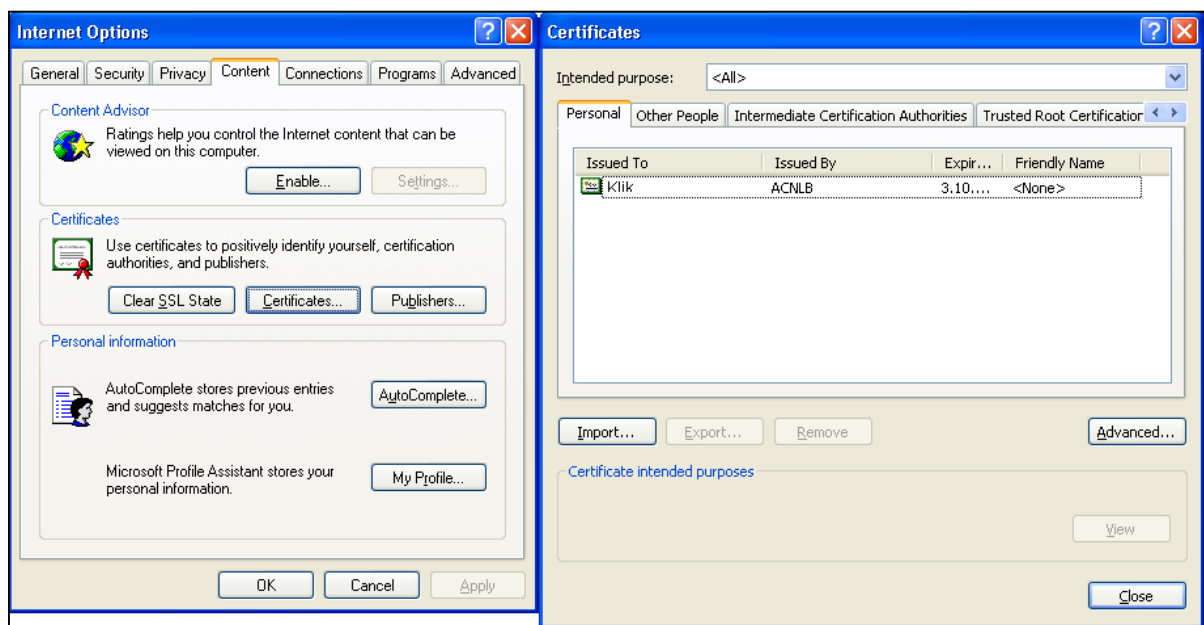 Internet Options
General Security Privacy Content Connections Programs Advanced
Content Advisor
Ratings help you control the Internet content that can be
viewed on this computer.
Enable... Settings...
Certificates
Use certificates to positively identify yourself, certification
authorities, and publishers.
Clear SSL State Certificates... Publishers...
Personal information
AutoComplete stores previous entries
and suggests matches for you.
AutoComplete...
Microsoft Profile Assistant stores your
personal information.
My Profile...
OK Cancel Apply
Certificates
Intended purpose: <All>
Personal Other People Intermediate Certification Authorities Trusted Root Certification
Issued To Issued By Expir... Friendly Name
Klik ACNLB 3.10.... <None>
Import... Export... Remove Advanced...
Certificate intended purposes
View
Close